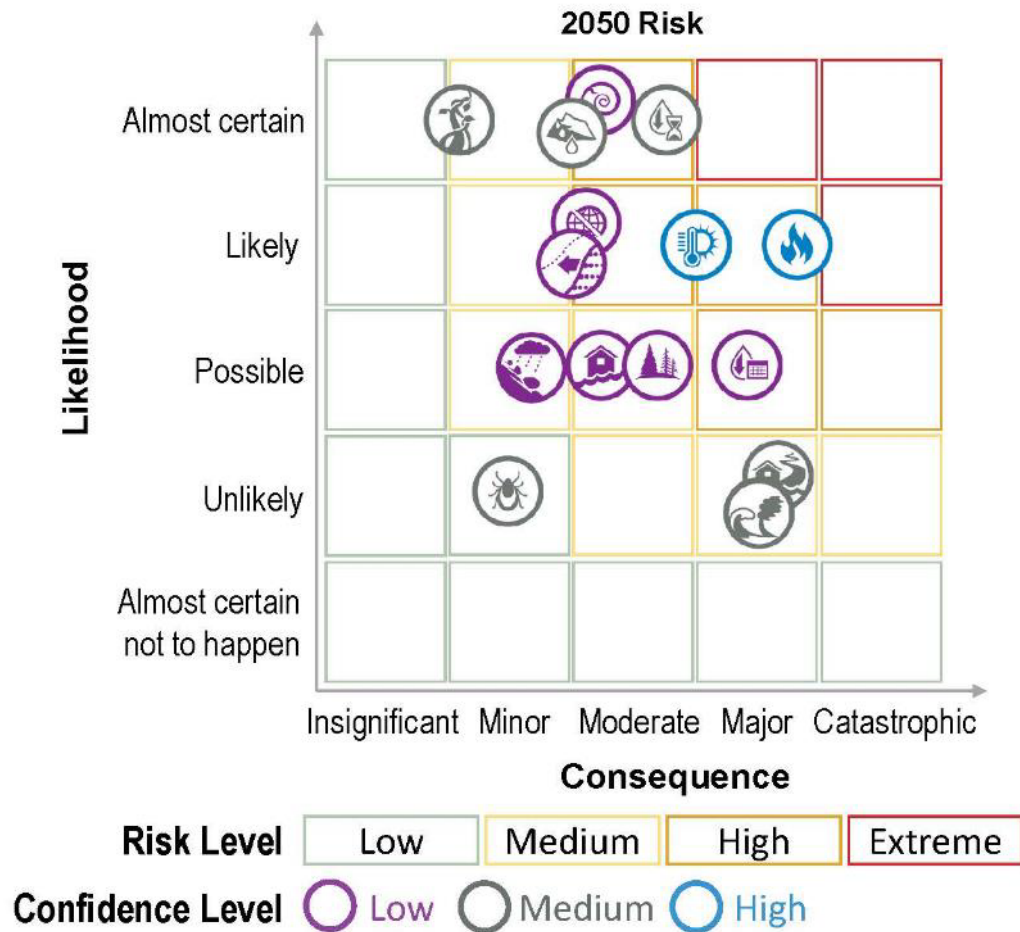 2050 Risk
Almost certain
Likely
Possible
Unlikely
Almost certain
not to happen
Likelihood
Insignificant Minor Moderate Major Catastrophic
Consequence
Risk Level Low Medium High Extreme
Confidence Level Low Medium High